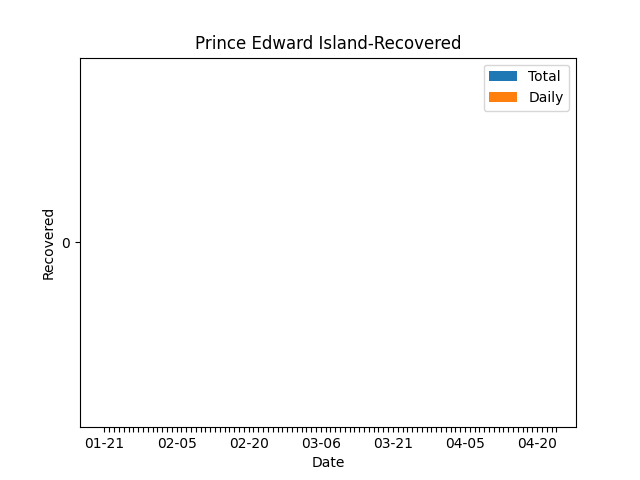 Prince Edward Island-Recovered
Total
Daily
Recovered
0
01-21 02-05 02-20 03-06 03-21 04-05 04-20
Date